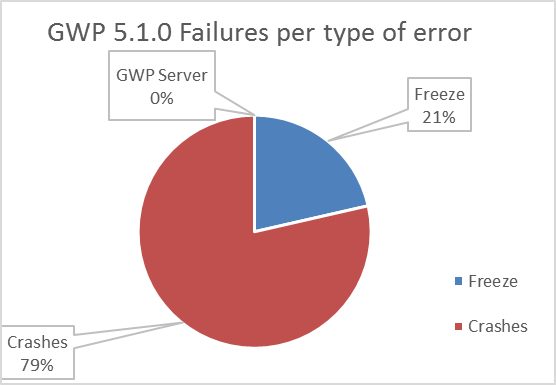 GWP 5.1.0 Failures per type of error
GWP Server
0%
Freeze
21%
Freeze
Crashes
Crashes
79%